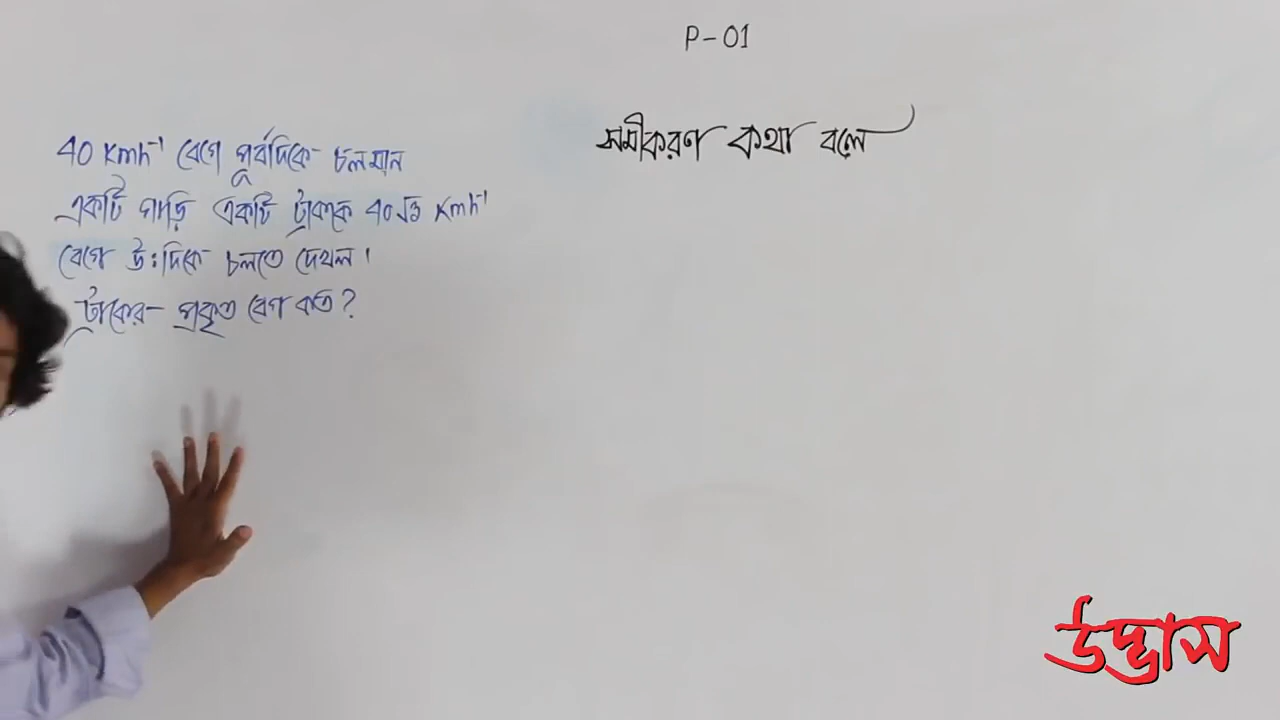 P-01
সমীকরণ কথা বলে
40 Kmh⁻¹ বেগে পূর্বদিকে চলমান
একটি গাড়ি একটি ট্রাককে 40√3 Kmh⁻¹
বেগে উঃদিকে চলতে দেখল।
ট্রাকের প্রকৃত বেগ কত?
উদ্ভাস